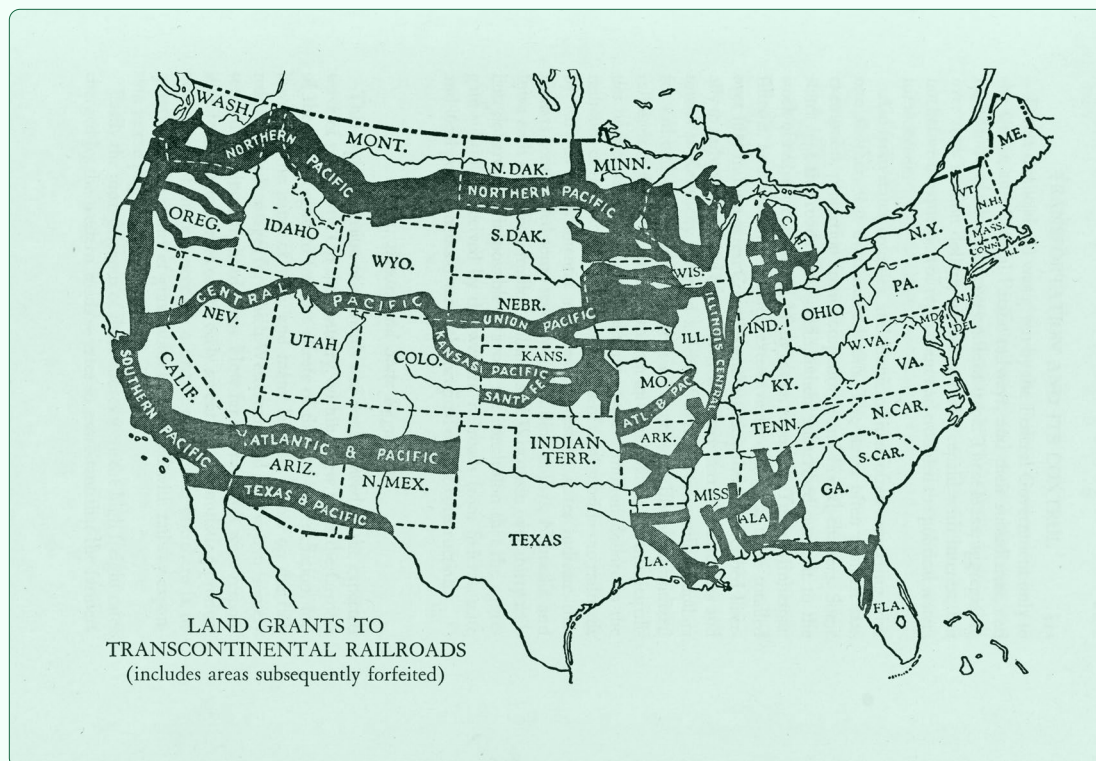 WASH.
MONT.
N. DAK.
MINN.
ME.
NORTHERN
PACIFIC
NORTHERN PACIFIC
VT.
N.H.
OREG.
IDAHO
S. DAK.
WIS.
N.Y.
MASS.
CONN.
R.I.
WYO.
CENTRAL
PACIFIC
NEBR.
UNION PACIFIC
ILLINOIS CENTRAL
PA.
N.J.
NEV.
UTAH
COLO.
KANSAS
PACIFIC
KANS.
SANTA FE
ILL.
IND.
OHIO
MD.
DEL.
W.VA.
VA.
CALIF.
SOUTHERN
PACIFIC
MO.
ATL. & PAC
KY.
TENN.
N. CAR.
S. CAR.
ATLANTIC & PACIFIC
ARIZ.
N. MEX.
TEXAS & PACIFIC
INDIAN
TERR.
ARK.
MISS
ALA
GA.
TEXAS
LA.
FLA.
LAND GRANTS TO
TRANSCONTINENTAL RAILROADS
(includes areas subsequently forfeited)